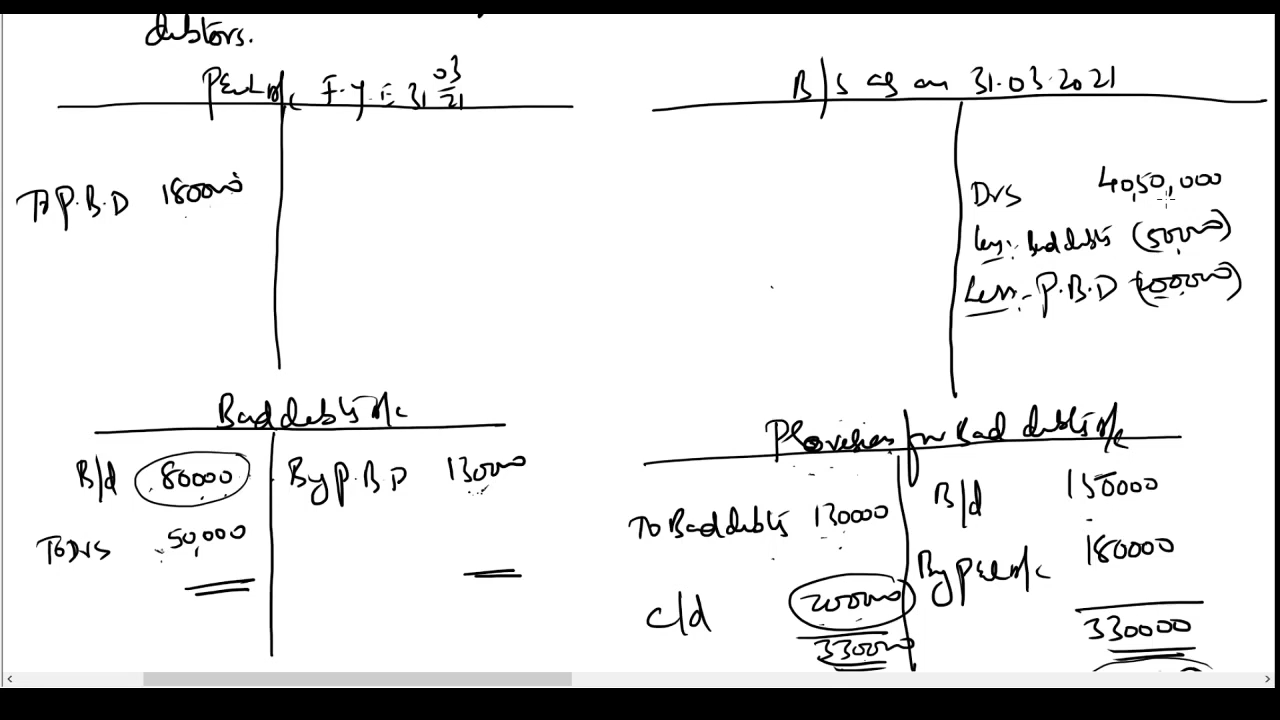 debtors.
P&L A/c F.Y.E 31 03 21
To P.B.D 180000
B/S as on 31.03.2021
Drs 40,50,000
Less: Bad debts (50,000)
Less:- P.B.D (200000)
Bad debts A/c
B/d 80000 By P.B.D 130000
To Drs 50,000
Provision for Bad debts A/c
To Bad debts 130000 B/d 150000
By P&L A/c 180000
C/d 200000
330000 330000